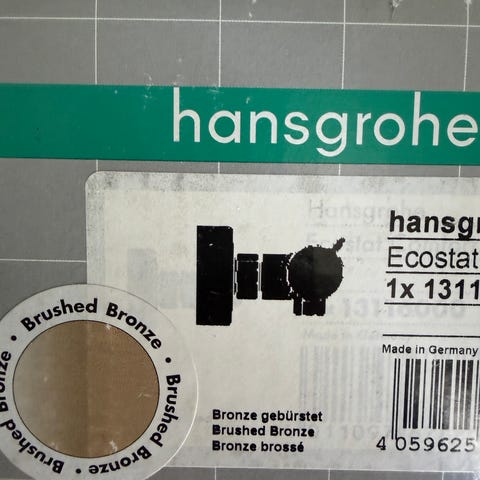 hansgrohe
hansgr
Ecostat
1x 1311
Made in Germany
Bronze gebürstet
Brushed Bronze
Bronze brossé
4 059625
Brushed Bronze • Brushed Bronze • Brushed Bronze •